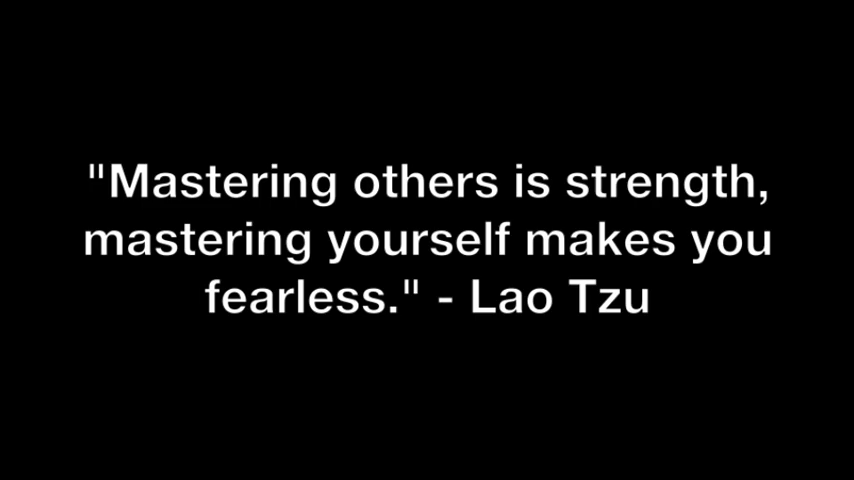 "Mastering others is strength,
mastering yourself makes you
fearless." - Lao Tzu